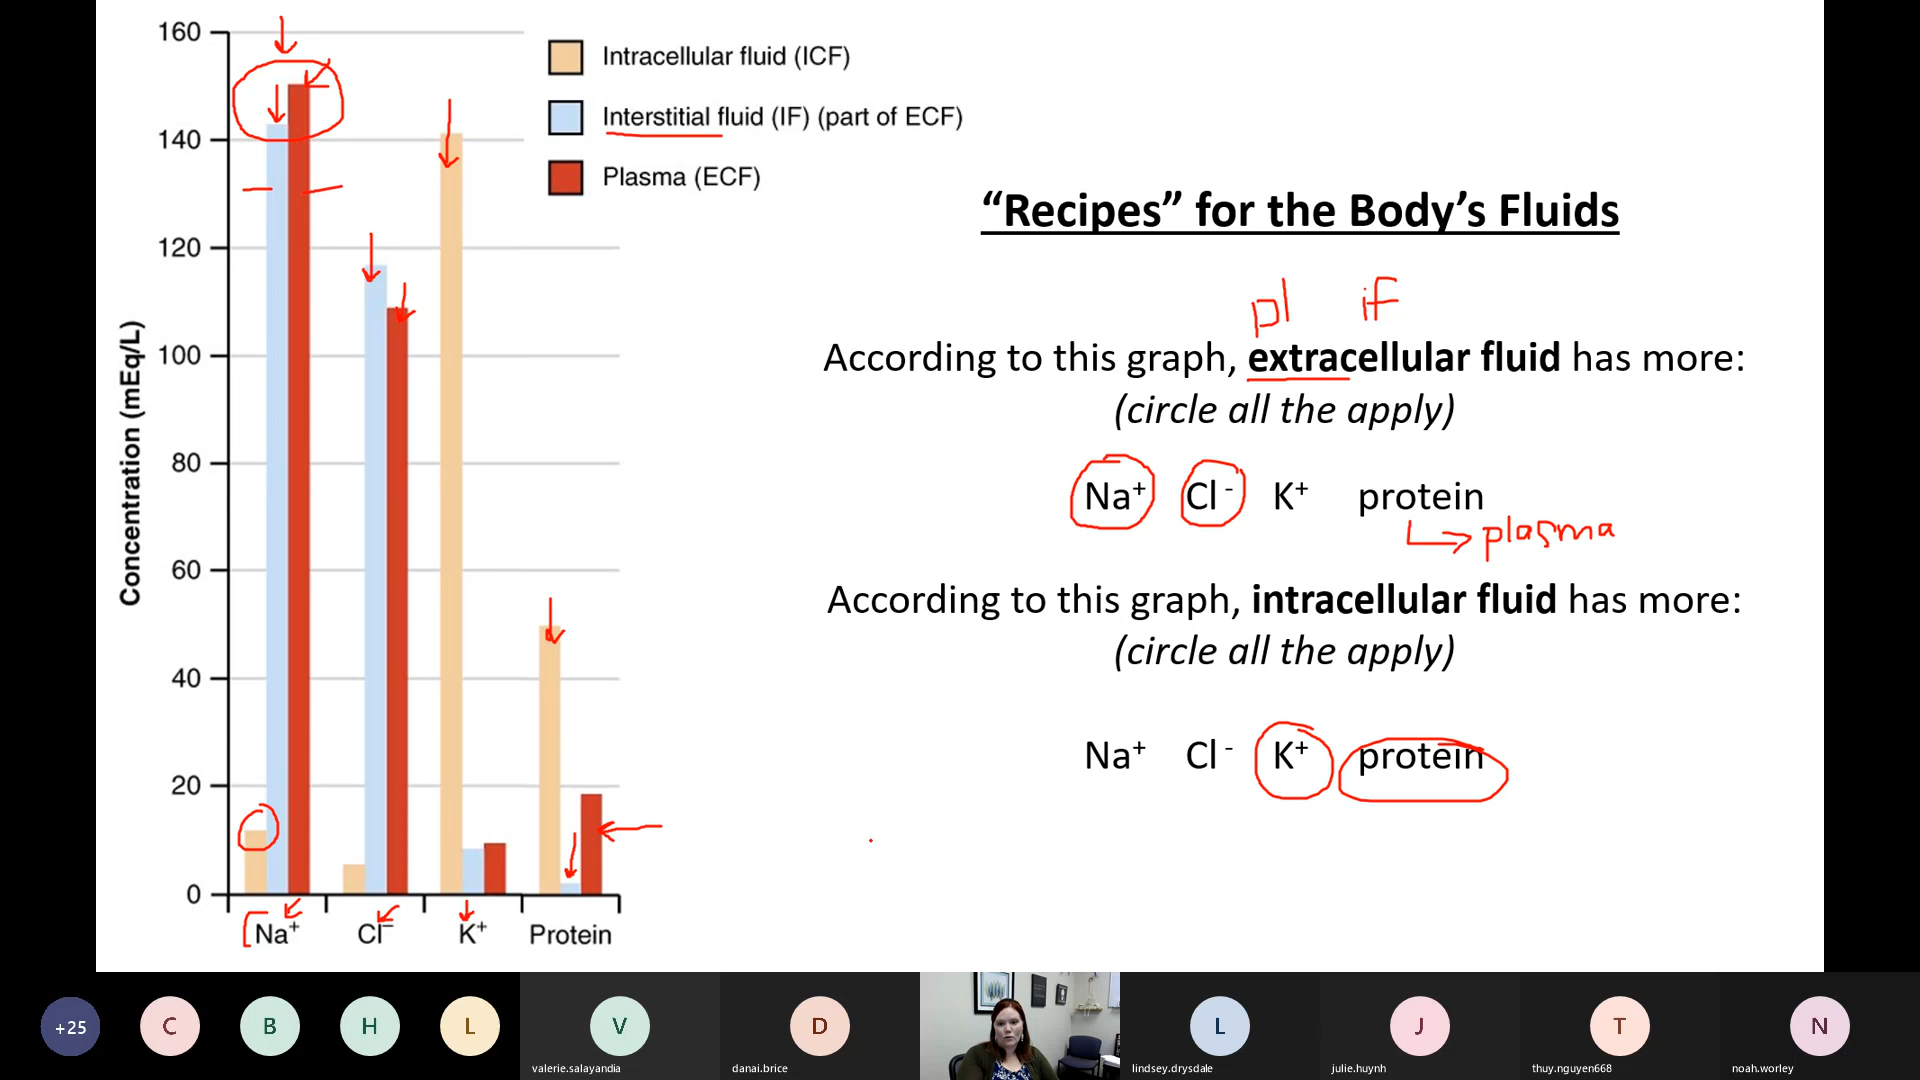 160
140
120
100
80
60
40
20
0
Concentration (mEq/L)
Na+
Cl−
K+
Protein
Intracellular fluid (ICF)
Interstitial fluid (IF) (part of ECF)
Plasma (ECF)
“Recipes” for the Body’s Fluids
pl if
According to this graph, extracellular fluid has more:
(circle all the apply)
Na+ Cl - K+ protein
plasma
According to this graph, intracellular fluid has more:
(circle all the apply)
Na+ Cl - K+ protein
+25
C
B
H
L
V
D
L
J
T
N
valerie.salayandia
danai.brice
lindsey.drysdale
julie.huynh
thuy.nguyen668
noah.worley